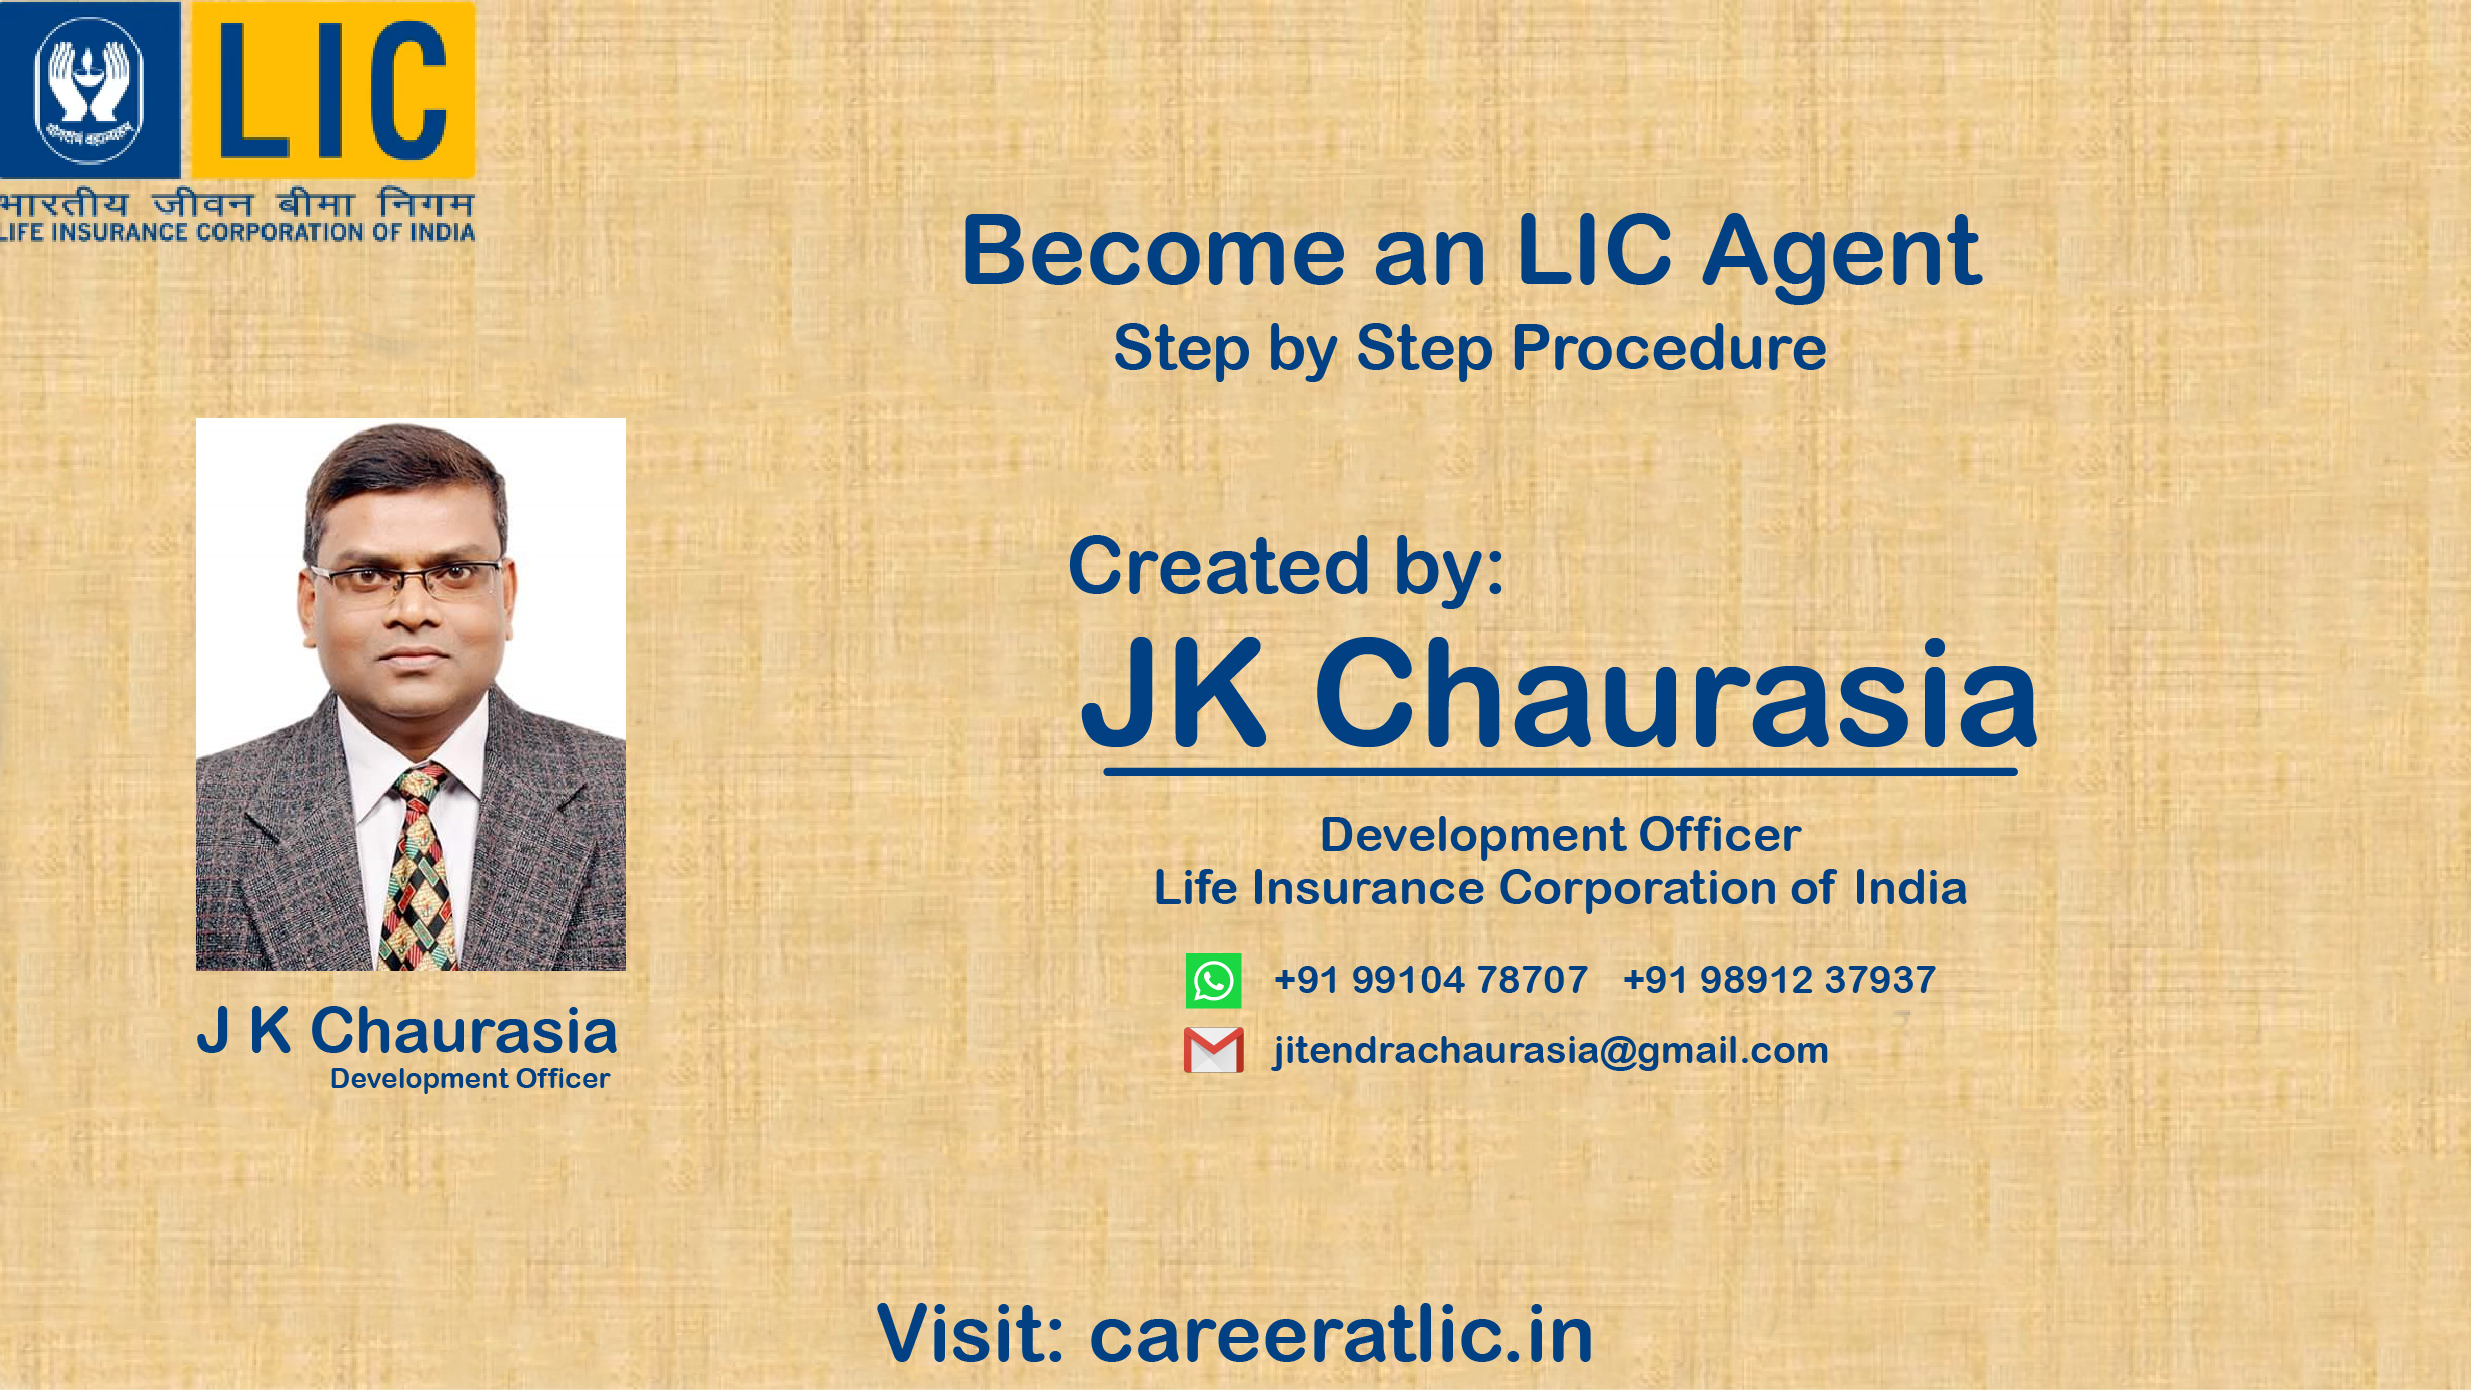 LIC
भारतीय जीवन बीमा निगम
LIFE INSURANCE CORPORATION OF INDIA
Become an LIC Agent
Step by Step Procedure
Created by:
JK Chaurasia
Development Officer
Life Insurance Corporation of India
+91 99104 78707 +91 98912 37937
jitendrachaurasia@gmail.com
J K Chaurasia
Development Officer
Visit: careeratlic.in